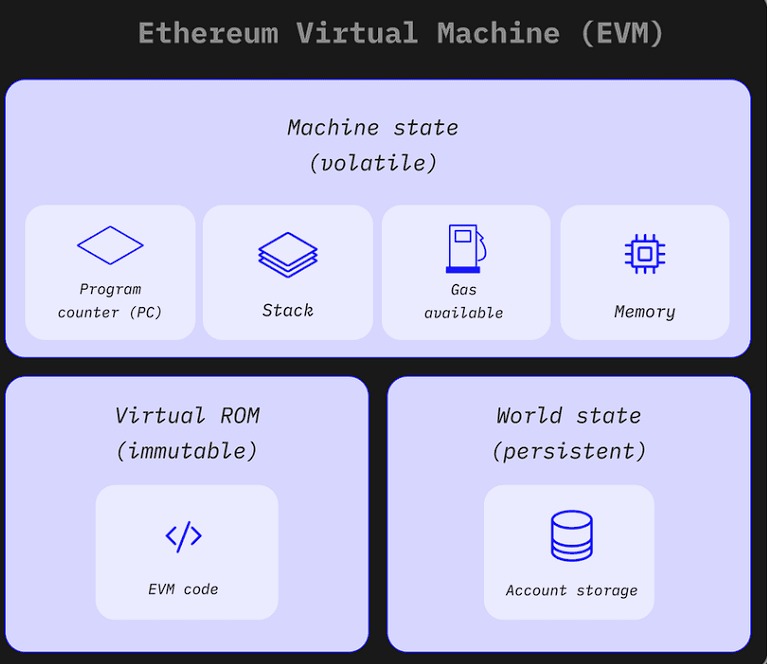 Ethereum Virtual Machine (EVM)
Machine state
(volatile)
Program
counter (PC)
Stack
Gas
available
Memory
Virtual ROM
(immutable)
EVM code
World state
(persistent)
Account storage